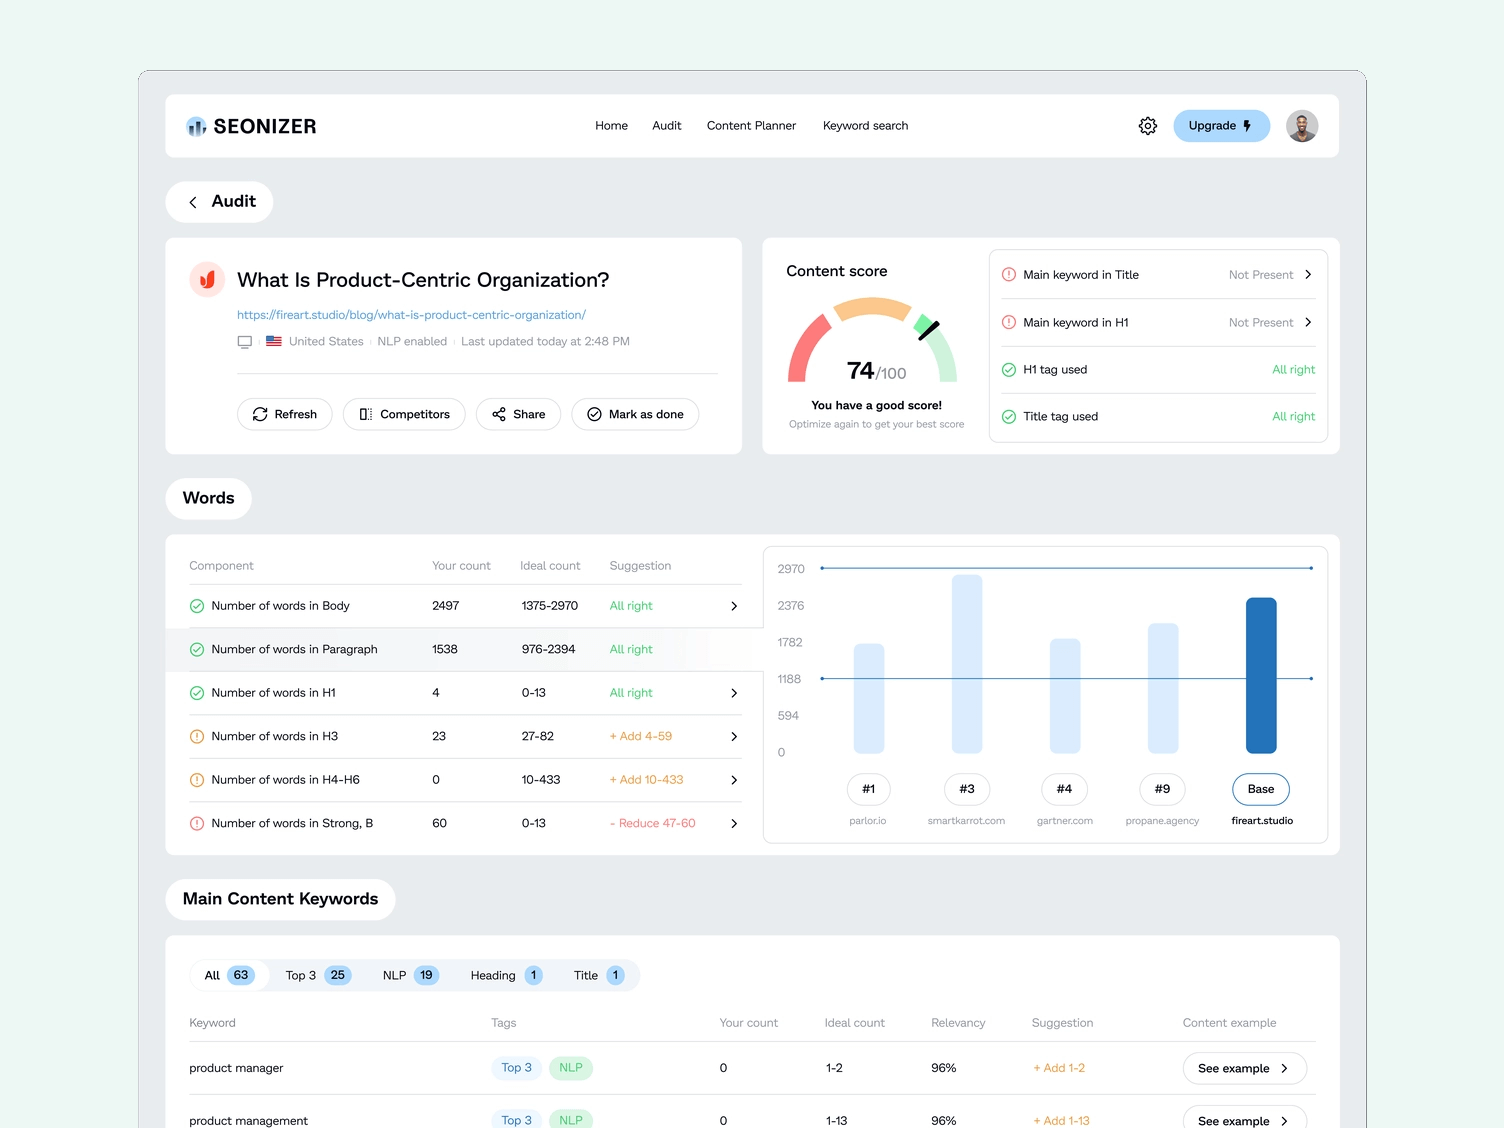 SEONIZER
Home Audit Content Planner Keyword search
Upgrade
Audit
What Is Product-Centric Organization?
https://fireart.studio/blog/what-is-product-centric-organization/
United States · NLP enabled · Last updated today at 2:48 PM
Refresh Competitors Share Mark as done
Content score
74/100
You have a good score!
Optimize again to get your best score
Main keyword in Title Not Present
Main keyword in H1 Not Present
H1 tag used All right
Title tag used All right
Words
Component Your count Ideal count Suggestion
Number of words in Body 2497 1375-2970 All right
Number of words in Paragraph 1538 976-2394 All right
Number of words in H1 4 0-13 All right
Number of words in H3 23 27-82 + Add 4-59
Number of words in H4-H6 0 10-433 + Add 10-433
Number of words in Strong, B 60 0-13 - Reduce 47-60
2970
2376
1782
1188
594
0
#1 #3 #4 #9 Base
parlor.io smartkarrot.com gartner.com propane.agency fireart.studio
Main Content Keywords
All 63 Top 3 25 NLP 19 Heading 1 Title 1
Keyword Tags Your count Ideal count Relevancy Suggestion Content example
product manager Top 3 NLP 0 1-2 96% + Add 1-2 See example
product management Top 3 NLP 0 1-13 96% + Add 1-13 See example